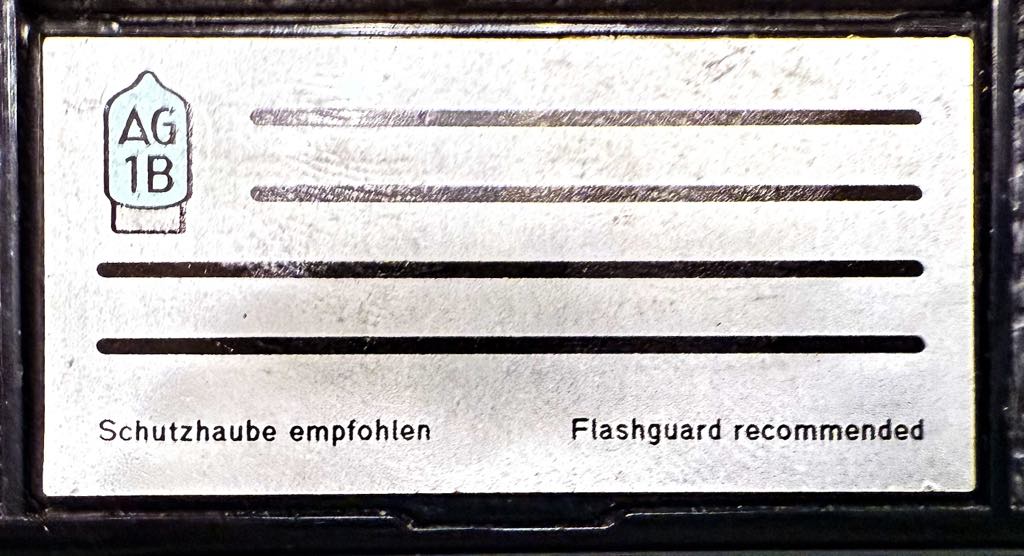 AG
1B
Schutzhaube empfohlen
Flashguard recommended